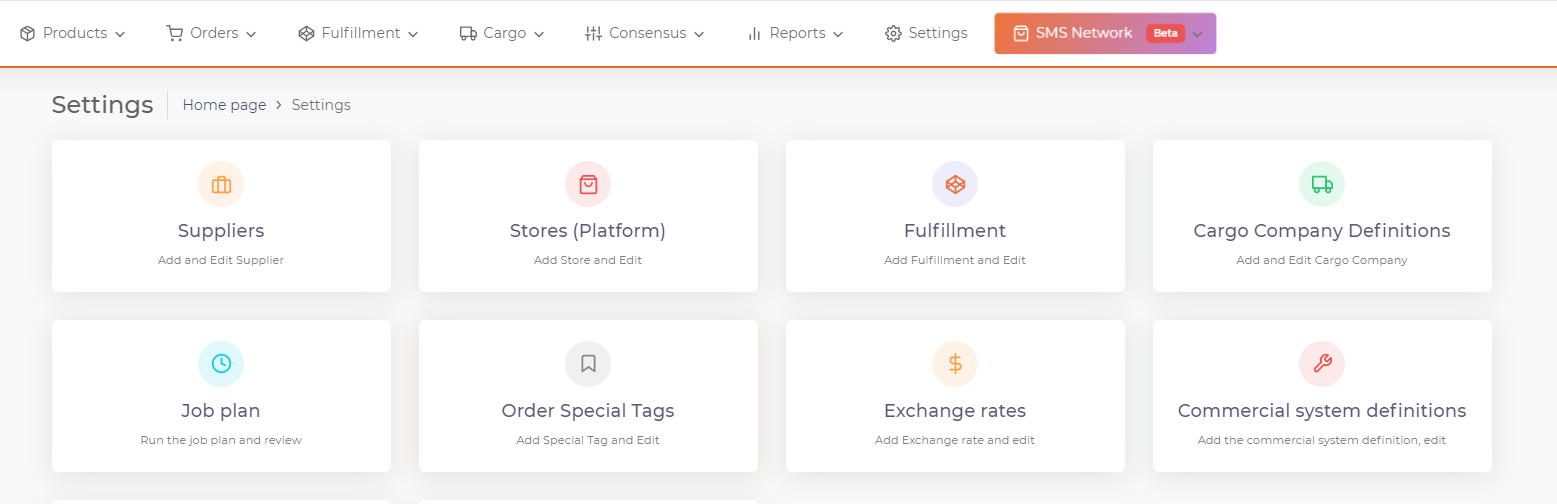 Products
Orders
Fulfillment
Cargo
Consensus
Reports
Settings
SMS Network Beta
Settings
Home page > Settings
Suppliers
Add and Edit Supplier
Stores (Platform)
Add Store and Edit
Fulfillment
Add Fulfillment and Edit
Cargo Company Definitions
Add and Edit Cargo Company
Job plan
Run the job plan and review
Order Special Tags
Add Special Tag and Edit
Exchange rates
Add Exchange rate and edit
Commercial system definitions
Add the commercial system definition, edit